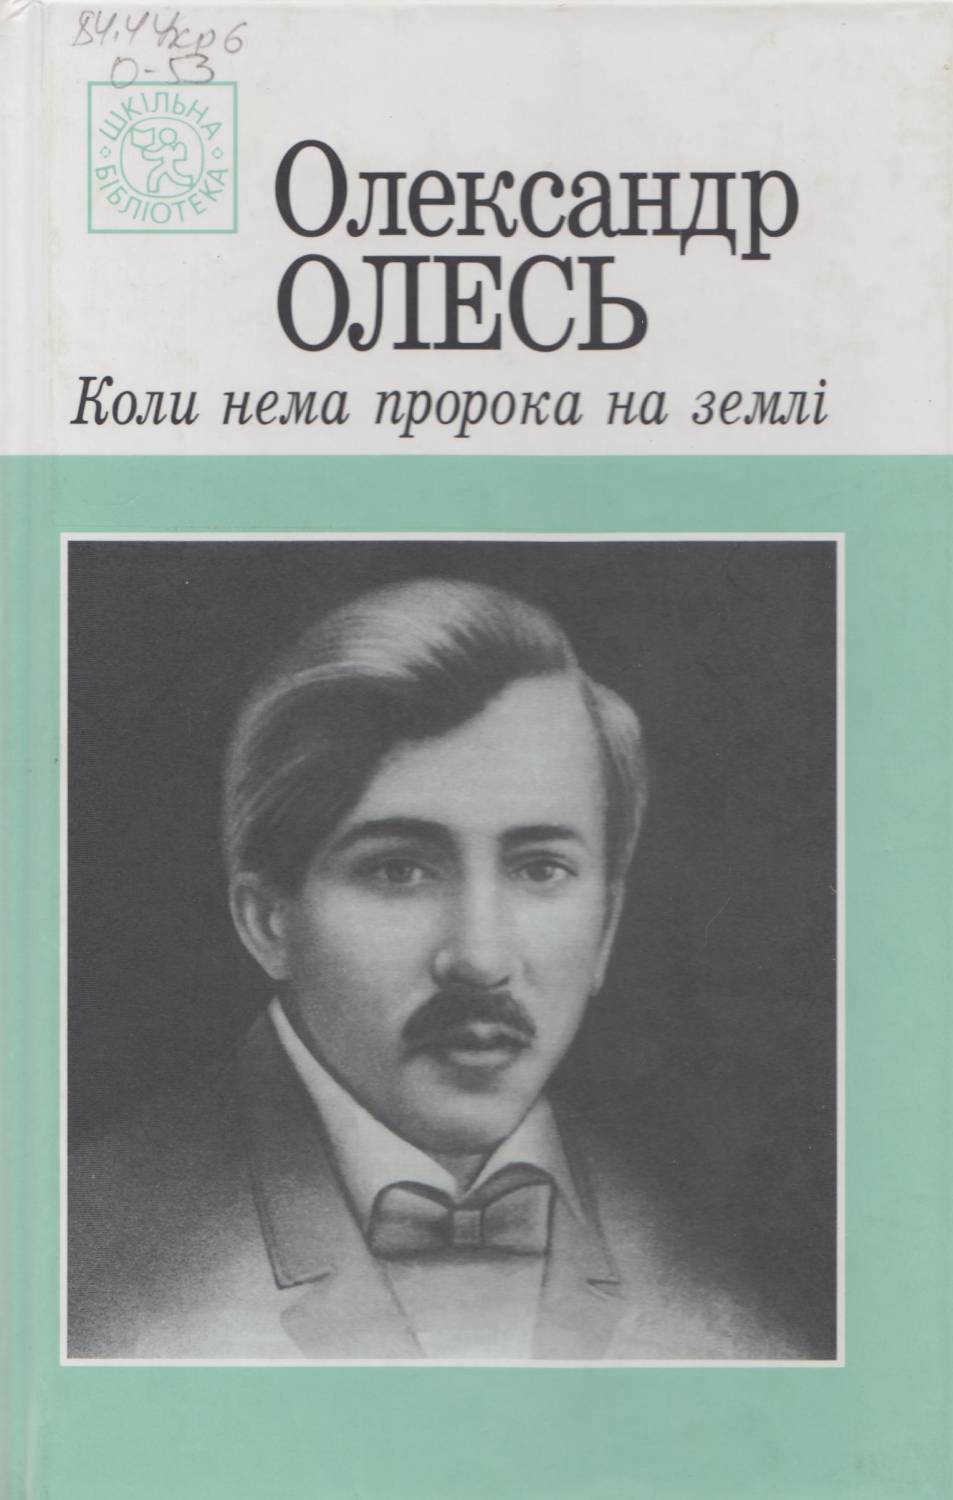 84.4Укр6
О-53
ШКІЛЬНА
БІБЛІОТЕКА
Олександр
ОЛЕСЬ
Коли нема пророка на землі